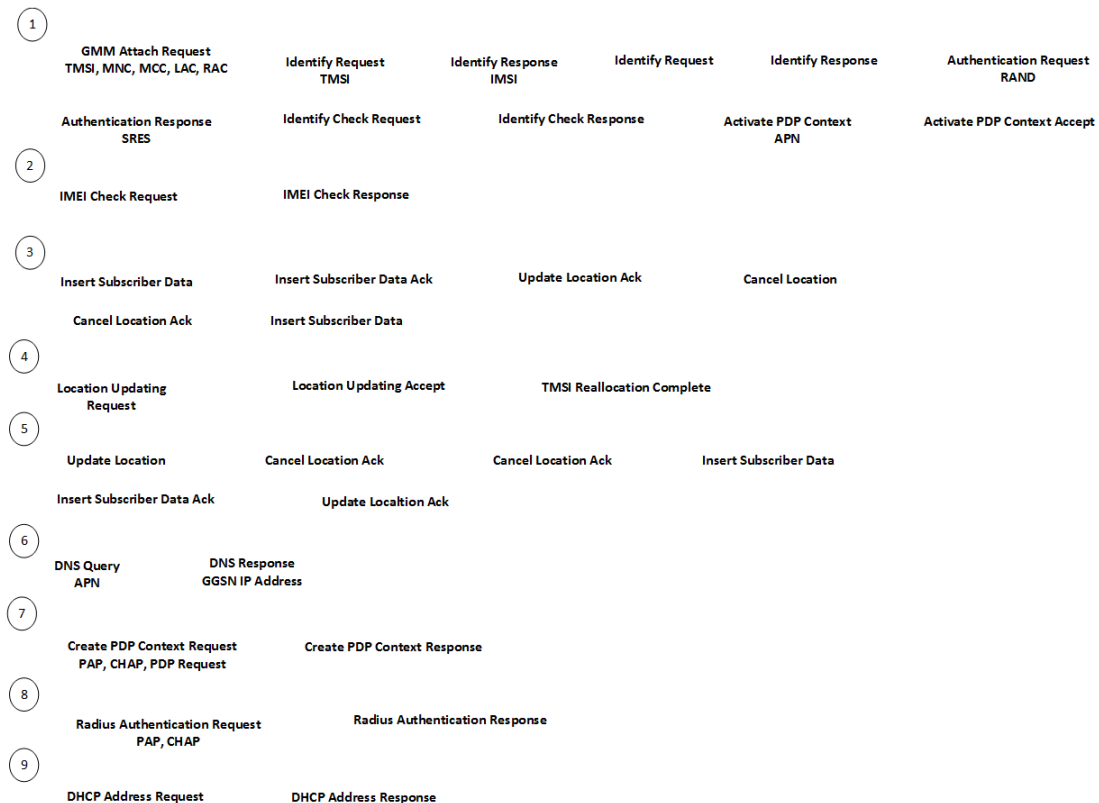 1
GMM Attach Request
TMSI, MNC, MCC, LAC, RAC
Identify Request
TMSI
Identify Response
IMSI
Identify Request
Identify Response
Authentication Request
RAND
Authentication Response
SRES
Identify Check Request
Identify Check Response
Activate PDP Context
APN
Activate PDP Context Accept
2
IMEI Check Request
IMEI Check Response
3
Insert Subscriber Data
Insert Subscriber Data Ack
Update Location Ack
Cancel Location
Cancel Location Ack
Insert Subscriber Data
4
Location Updating
Request
Location Updating Accept
TMSI Reallocation Complete
5
Update Location
Cancel Location Ack
Cancel Location Ack
Insert Subscriber Data
Insert Subscriber Data Ack
Update Localtion Ack
6
DNS Query
APN
DNS Response
GGSN IP Address
7
Create PDP Context Request
PAP, CHAP, PDP Request
Create PDP Context Response
8
Radius Authentication Request
PAP, CHAP
Radius Authentication Response
9
DHCP Address Request
DHCP Address Response